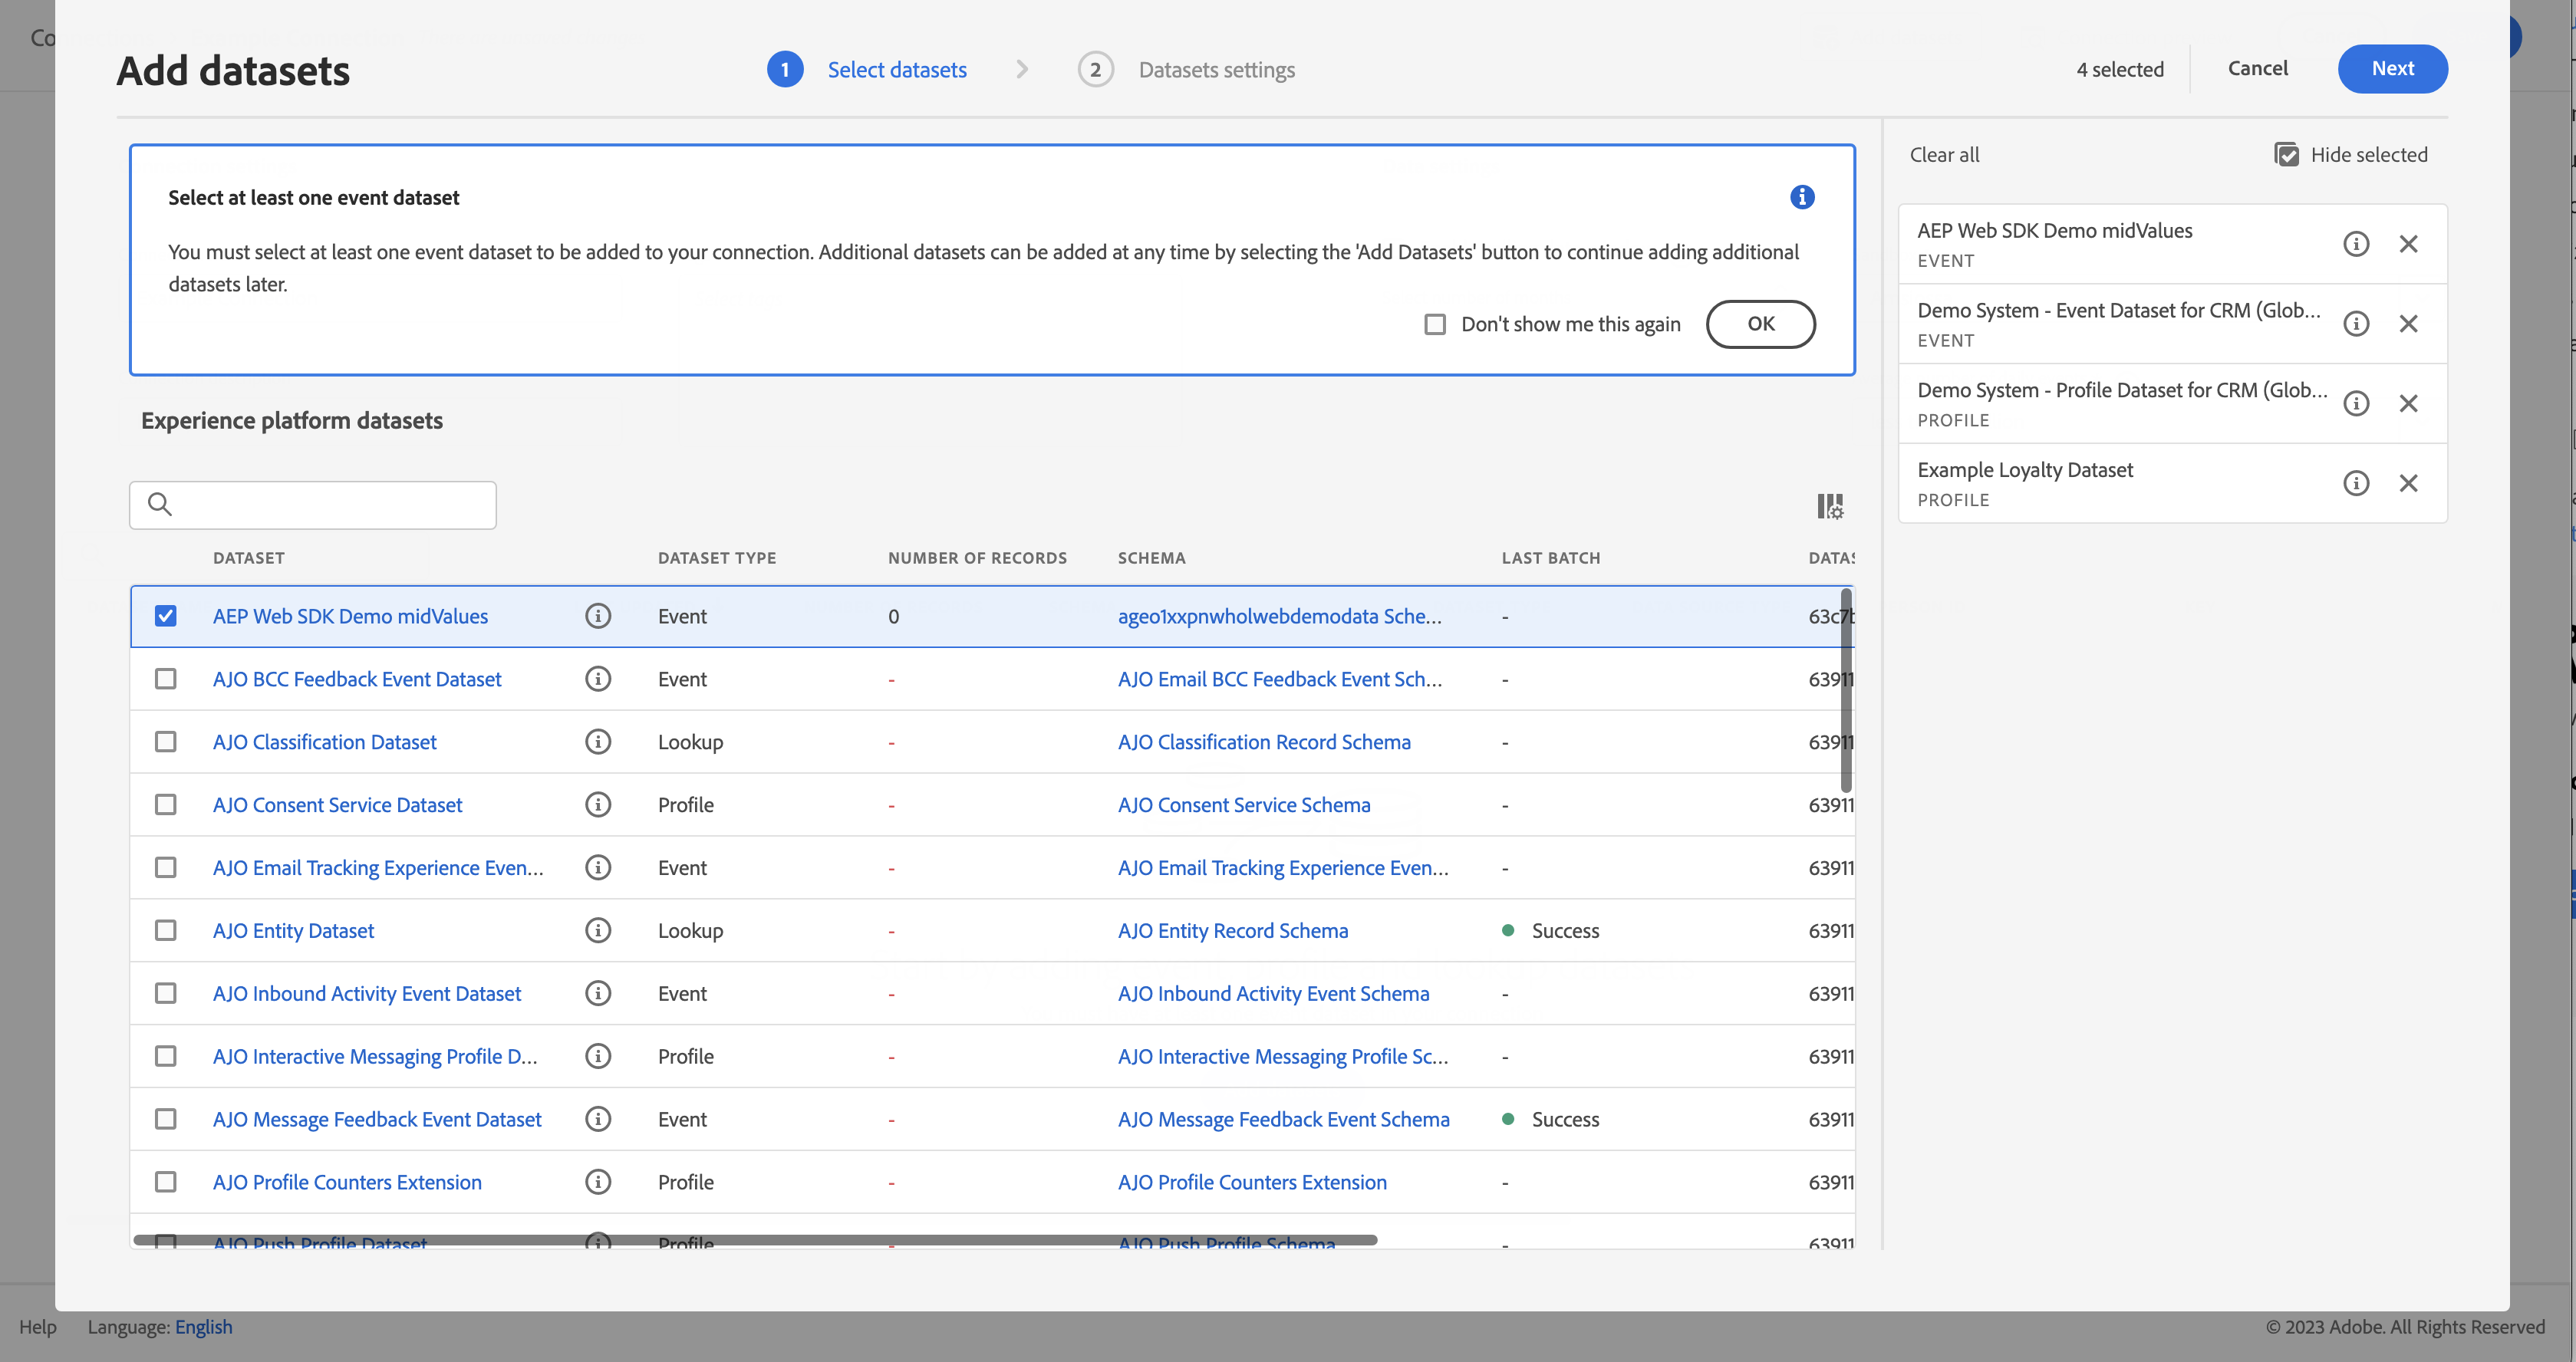 Co
Add datasets
1 Select datasets
2 Datasets settings
4 selected
Cancel
Next
Select at least one event dataset
You must select at least one event dataset to be added to your connection. Additional datasets can be added at any time by selecting the 'Add Datasets' button to continue adding additional
datasets later.
Don't show me this again
OK
Experience platform datasets
DATASET DATASET TYPE NUMBER OF RECORDS SCHEMA LAST BATCH DATAS
AEP Web SDK Demo midValues Event 0 ageo1xxpnwholwebdemodata Sche... - 63c7b
AJO BCC Feedback Event Dataset Event - AJO Email BCC Feedback Event Sch... - 63911
AJO Classification Dataset Lookup - AJO Classification Record Schema - 63911
AJO Consent Service Dataset Profile - AJO Consent Service Schema - 63911
AJO Email Tracking Experience Even... Event - AJO Email Tracking Experience Even... - 63911
AJO Entity Dataset Lookup - AJO Entity Record Schema Success 63911
AJO Inbound Activity Event Dataset Event - AJO Inbound Activity Event Schema - 63911
AJO Interactive Messaging Profile D... Profile - AJO Interactive Messaging Profile Sc... - 63911
AJO Message Feedback Event Dataset Event - AJO Message Feedback Event Schema Success 63911
AJO Profile Counters Extension Profile - AJO Profile Counters Extension - 63911
AJO Push Profile Dataset Profile - AJO Push Profile Schema - 63911
Clear all
Hide selected
AEP Web SDK Demo midValues
EVENT
Demo System - Event Dataset for CRM (Glob...
EVENT
Demo System - Profile Dataset for CRM (Glob...
PROFILE
Example Loyalty Dataset
PROFILE
Help Language: English
© 2023 Adobe. All Rights Reserved